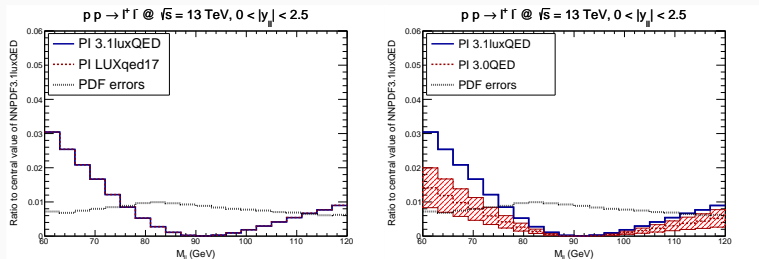 p p → l⁺ l⁻ @ √s = 13 TeV, 0 < |y_ll| < 2.5
Ratio to central value of NNPDF3.1luxQED
0.06
0.05
0.04
0.03
0.02
0.01
0
PI 3.1luxQED
PI LUXqed17
PDF errors
60 70 80 90 100 110 120
M_ll (GeV)
p p → l⁺ l⁻ @ √s = 13 TeV, 0 < |y_ll| < 2.5
Ratio to central value of NNPDF3.1luxQED
0.06
0.05
0.04
0.03
0.02
0.01
0
PI 3.1luxQED
PI 3.0QED
PDF errors
60 70 80 90 100 110 120
M_ll (GeV)